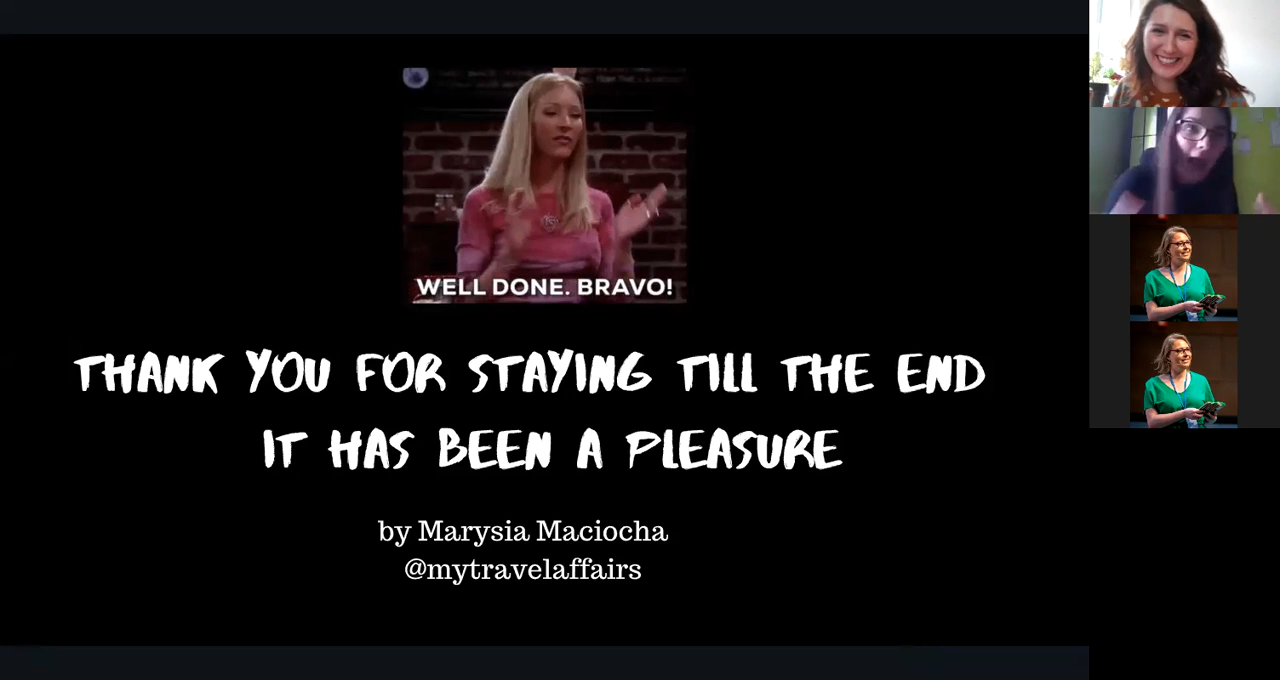 WELL DONE. BRAVO!
THANK YOU FOR STAYING TILL THE END
IT HAS BEEN A PLEASURE
by Marysia Maciocha
@mytravelaffairs